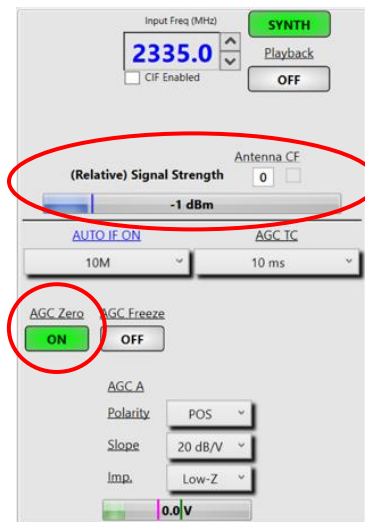 Input Freq (MHz)
SYNTH
2335.0
Playback
CIF Enabled
OFF
Antenna CF
(Relative) Signal Strength
0
-1 dBm
AUTO IF ON
AGC TC
10M
10 ms
AGC Zero
AGC Freeze
ON
OFF
AGC A
Polarity
POS
Slope
20 dB/V
Imp.
Low-Z
0.0 V